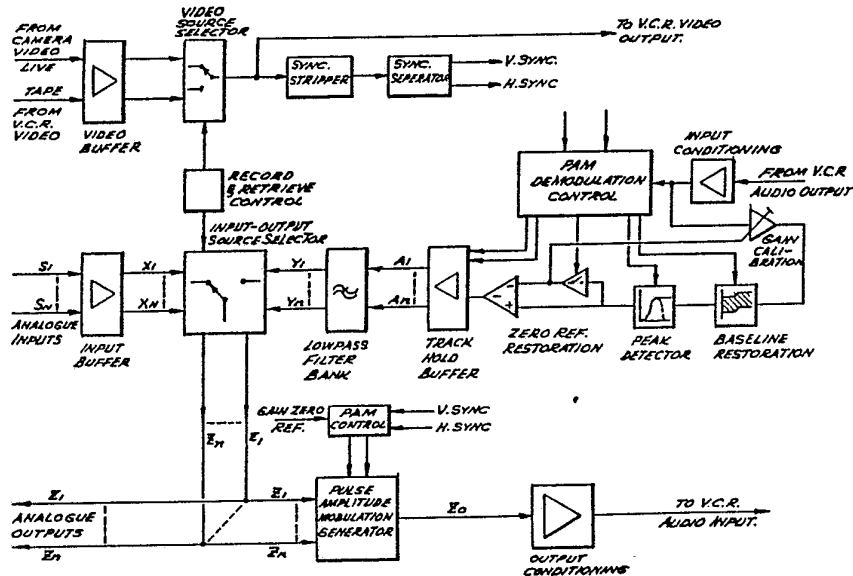 VIDEO
SOURCE
SELECTOR
FROM
CAMERA
VIDEO
LIVE
TAPE
FROM
V.C.R.
VIDEO
VIDEO
BUFFER
SYNC.
STRIPPER
SYNC.
SEPERATOR
V.SYNC.
H.SYNC
TO V.C.R. VIDEO
OUTPUT.
RECORD
& RETRIEVE
CONTROL
PAM
DEMODULATION
CONTROL
INPUT
CONDITIONING
FROM V.C.R
AUDIO OUTPUT
GAIN
CALI-
BRATION
INPUT-OUTPUT
SOURCE SELECTOR
S1
SN
ANALOGUE
INPUTS
X1
XN
INPUT
BUFFER
Y1
Yn
LOWPASS
FILTER
BANK
A1
An
TRACK
HOLD
BUFFER
-
+
-
+
ZERO REF.
RESTORATION
PEAK
DETECTOR
BASELINE
RESTORATION
Zn
Z1
GAIN ZERO
REF.
PAM
CONTROL
V.SYNC
H.SYNC
Z1
ANALOGUE
OUTPUTS
Zn
Z1
Zn
PULSE
AMPLITUDE
MODULATION
GENERATOR
Z0
OUTPUT
CONDITIONING
TO V.C.R.
AUDIO INPUT.